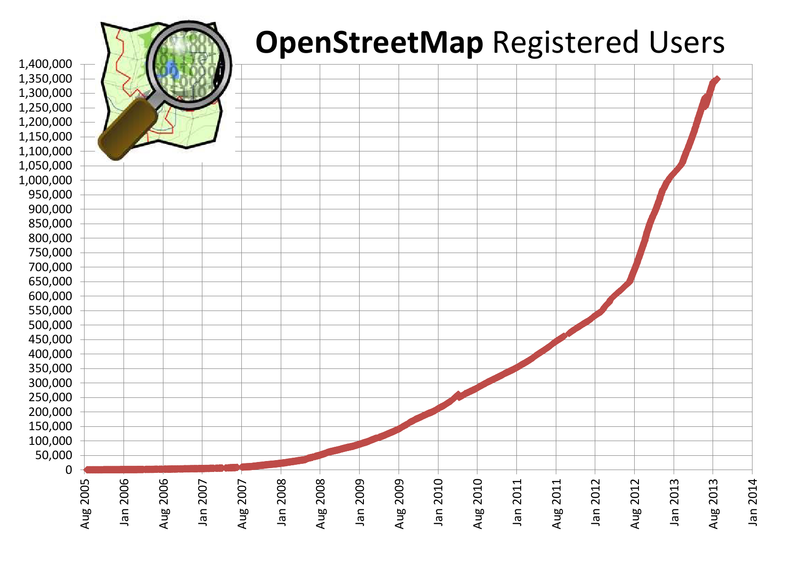 OpenStreetMap Registered Users
1,400,000
1,350,000
1,300,000
1,250,000
1,200,000
1,150,000
1,100,000
1,050,000
1,000,000
950,000
900,000
850,000
800,000
750,000
700,000
650,000
600,000
550,000
500,000
450,000
400,000
350,000
300,000
250,000
200,000
150,000
100,000
50,000
0
Aug 2005
Jan 2006
Aug 2006
Jan 2007
Aug 2007
Jan 2008
Aug 2008
Jan 2009
Aug 2009
Jan 2010
Aug 2010
Jan 2011
Aug 2011
Jan 2012
Aug 2012
Jan 2013
Aug 2013
Jan 2014